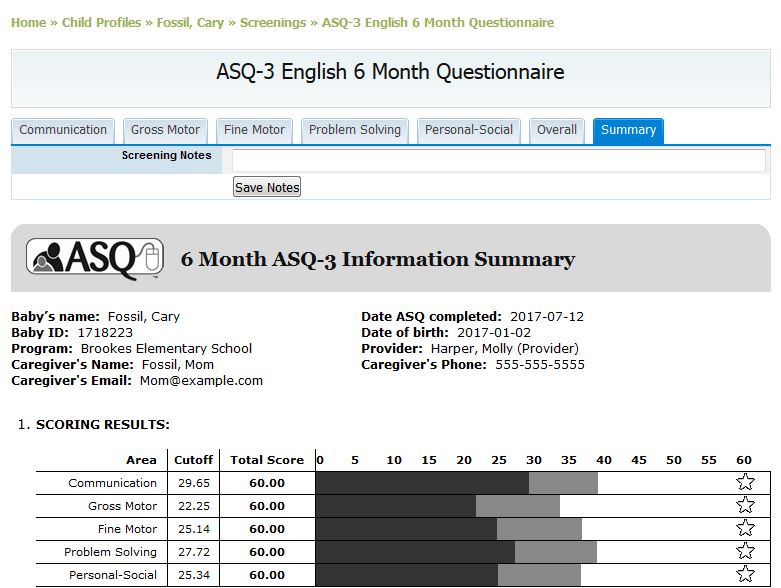 Home » Child Profiles » Fossil, Cary » Screenings » ASQ-3 English 6 Month Questionnaire
ASQ-3 English 6 Month Questionnaire
Communication Gross Motor Fine Motor Problem Solving Personal-Social Overall Summary
Screening Notes
Save Notes
ASQ™ 6 Month ASQ-3 Information Summary
Baby's name: Fossil, Cary Date ASQ completed: 2017-07-12
Baby ID: 1718223 Date of birth: 2017-01-02
Program: Brookes Elementary School Provider: Harper, Molly (Provider)
Caregiver's Name: Fossil, Mom Caregiver's Phone: 555-555-5555
Caregiver's Email: Mom@example.com
1. SCORING RESULTS:
Area Cutoff Total Score 0 5 10 15 20 25 30 35 40 45 50 55 60
Communication 29.65 60.00
Gross Motor 22.25 60.00
Fine Motor 25.14 60.00
Problem Solving 27.72 60.00
Personal-Social 25.34 60.00